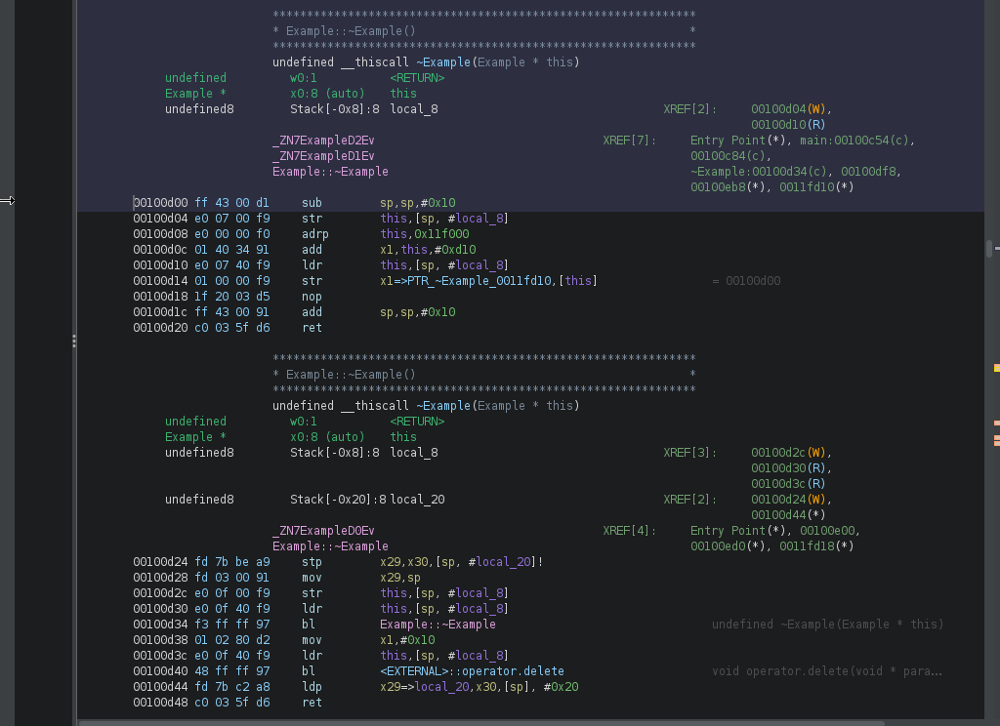 **************************************************************
* Example::~Example() *
**************************************************************
undefined __thiscall ~Example(Example * this)
undefined w0:1 <RETURN>
Example * x0:8 (auto) this
undefined8 Stack[-0x8]:8 local_8 XREF[2]: 00100d04(W),
00100d10(R)
_ZN7ExampleD2Ev XREF[7]: Entry Point(*), main:00100c54(c),
_ZN7ExampleD1Ev 00100c84(c),
Example::~Example ~Example:00100d34(c), 00100df8,
00100eb8(*), 0011fd10(*)
00100d00 ff 43 00 d1 sub sp,sp,#0x10
00100d04 e0 07 00 f9 str this,[sp, #local_8]
00100d08 e0 00 00 f0 adrp this,0x11f000
00100d0c 01 40 34 91 add x1,this,#0xd10
00100d10 e0 07 40 f9 ldr this,[sp, #local_8]
00100d14 01 00 00 f9 str x1=>PTR_~Example_0011fd10,[this] = 00100d00
00100d18 1f 20 03 d5 nop
00100d1c ff 43 00 91 add sp,sp,#0x10
00100d20 c0 03 5f d6 ret
**************************************************************
* Example::~Example() *
**************************************************************
undefined __thiscall ~Example(Example * this)
undefined w0:1 <RETURN>
Example * x0:8 (auto) this
undefined8 Stack[-0x8]:8 local_8 XREF[3]: 00100d2c(W),
00100d30(R),
00100d3c(R)
undefined8 Stack[-0x20]:8 local_20 XREF[2]: 00100d24(W),
00100d44(*)
_ZN7ExampleD0Ev XREF[4]: Entry Point(*), 00100e00,
Example::~Example 00100ed0(*), 0011fd18(*)
00100d24 fd 7b be a9 stp x29,x30,[sp, #local_20]!
00100d28 fd 03 00 91 mov x29,sp
00100d2c e0 0f 00 f9 str this,[sp, #local_8]
00100d30 e0 0f 40 f9 ldr this,[sp, #local_8]
00100d34 f3 ff ff 97 bl Example::~Example undefined ~Example(Example * this)
00100d38 01 02 80 d2 mov x1,#0x10
00100d3c e0 0f 40 f9 ldr this,[sp, #local_8]
00100d40 48 ff ff 97 bl <EXTERNAL>::operator.delete void operator.delete(void * para...
00100d44 fd 7b c2 a8 ldp x29=>local_20,x30,[sp], #0x20
00100d48 c0 03 5f d6 ret